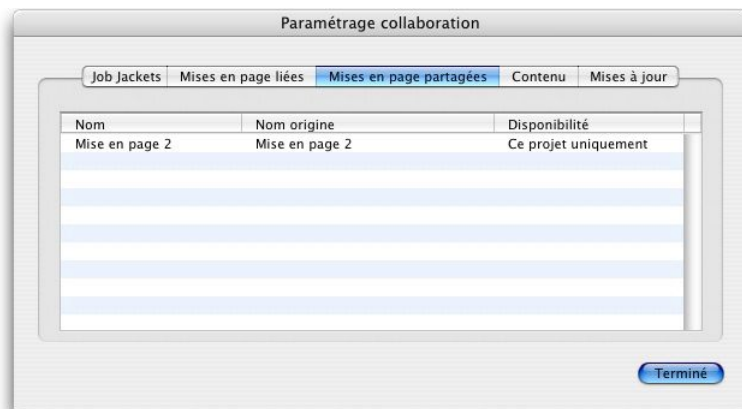 Paramétrage collaboration
Job Jackets Mises en page liées Mises en page partagées Contenu Mises à jour
Nom Nom origine Disponibilité
Mise en page 2 Mise en page 2 Ce projet uniquement
Terminé